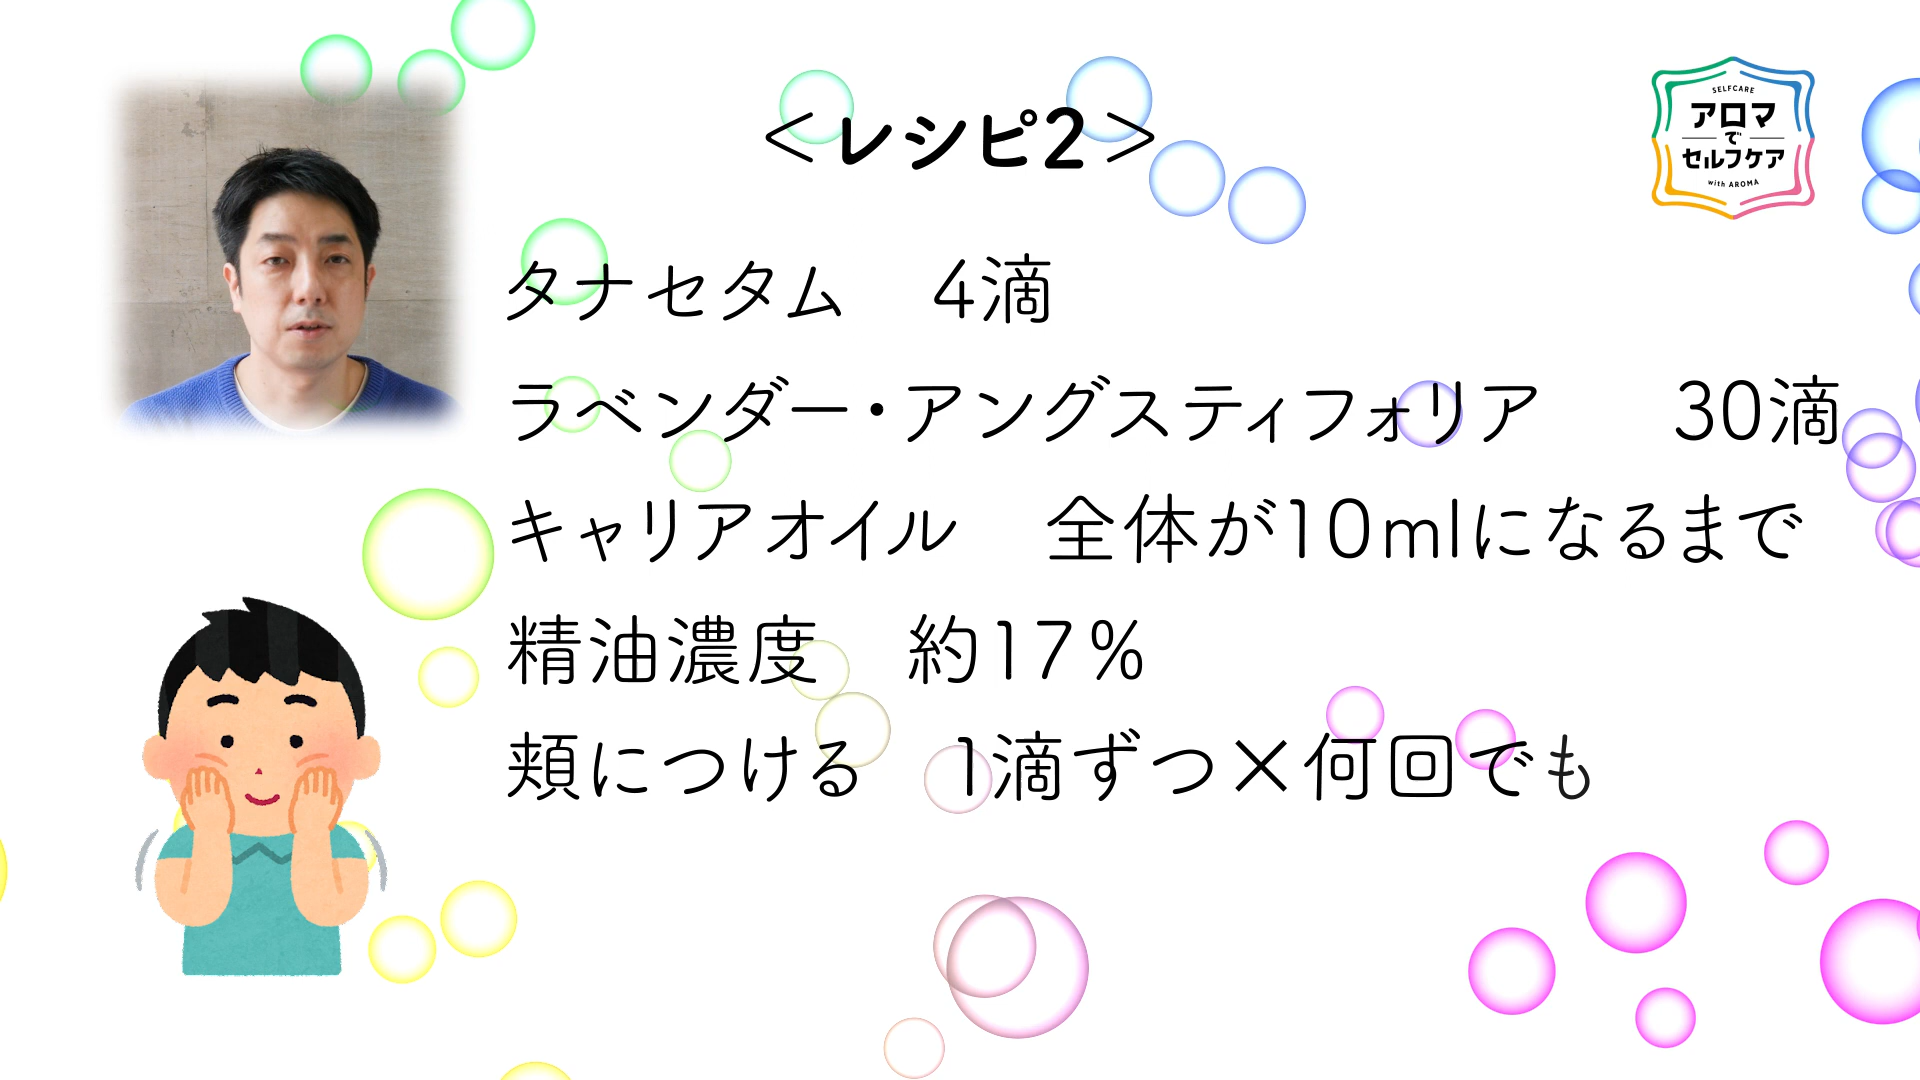 ＜レシピ2＞
SELFCARE
アロマ
で
セルフケア
with AROMA
タナセタム　4滴
ラベンダー・アングスティフォリア　30滴
キャリアオイル　全体が10mlになるまで
精油濃度　約17％
頬につける　1滴ずつ×何回でも